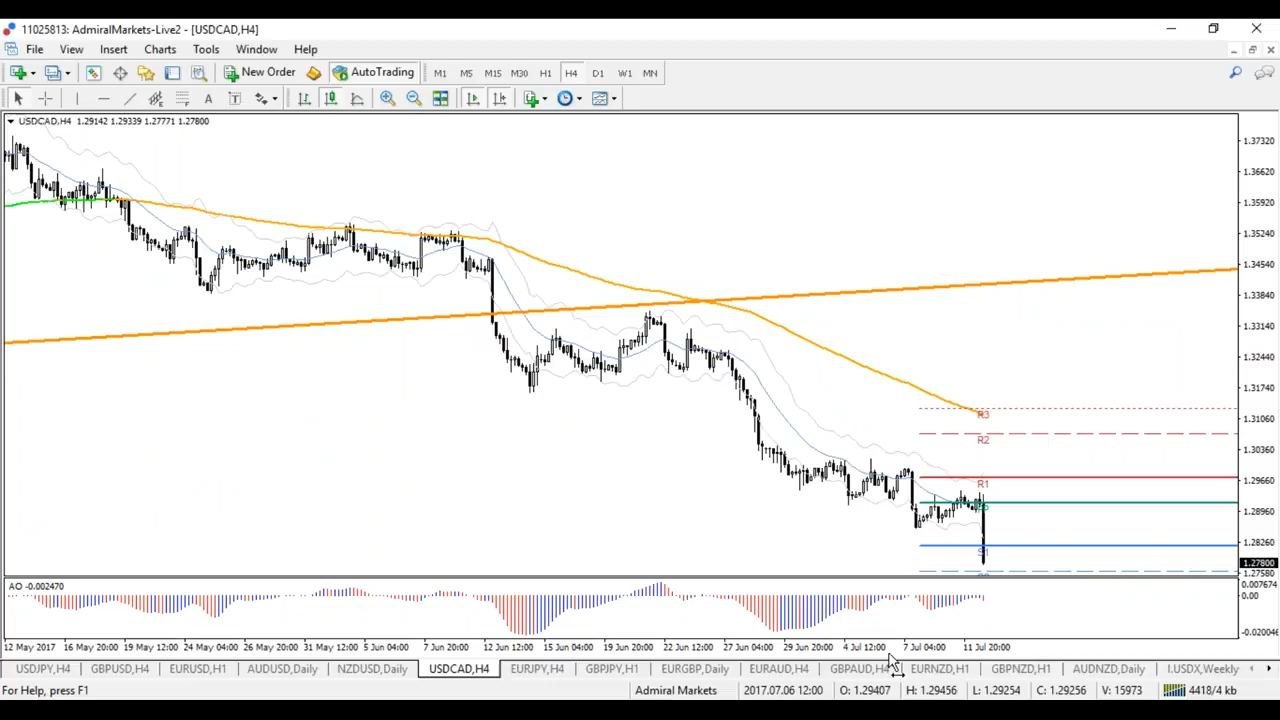 11025813: AdmiralMarkets-Live2 - [USDCAD,H4]
File View Insert Charts Tools Window Help
New Order AutoTrading M1 M5 M15 M30 H1 H4 D1 W1 MN
A T
USDCAD,H4 1.29142 1.29339 1.27771 1.27800
1.37320
1.36620
1.35920
1.35240
1.34540
1.33840
1.33140
1.32440
1.31740
R3
1.31060
R2
1.30360
1.29660
R1
1.28960
1.28260
S1
1.27800
1.27580
AO -0.002470
0.007674
0.00
12 May 2017 16 May 20:00 19 May 12:00 24 May 04:00 26 May 20:00 31 May 12:00 5 Jun 04:00 7 Jun 20:00 12 Jun 12:00 15 Jun 04:00 19 Jun 20:00 22 Jun 12:00 27 Jun 04:00 29 Jun 20:00 4 Jul 12:00 7 Jul 04:00 11 Jul 20:00
USDJPY,H4 GBPUSD,H4 EURUSD,H1 AUDUSD,Daily NZDUSD,Daily USDCAD,H4 EURJPY,H4 GBPJPY,H1 EURGBP,Daily EURAUD,H4 GBPAUD,H4 EURNZD,H1 GBPNZD,H1 AUDNZD,Daily I.USDX,Weekly
For Help, press F1 Admiral Markets 2017.07.06 12:00 O: 1.29407 H: 1.29456 L: 1.29254 C: 1.29256 V: 15973 4418/4 kb